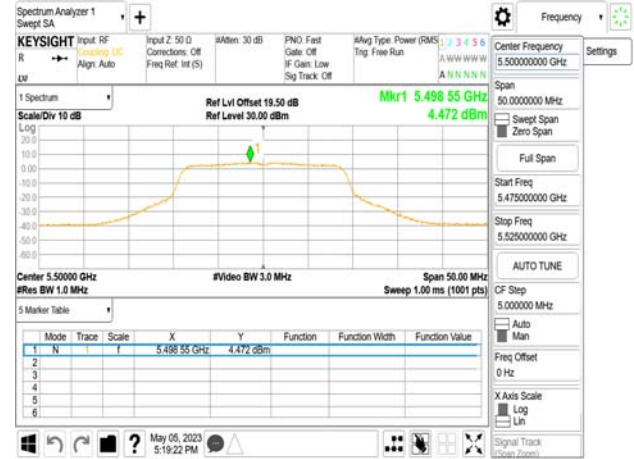 Spectrum Analyzer 1
Swept SA
Frequency
KEYSIGHT
R
Input: RF
Coupling: DC
Align: Auto
Input Z: 50 Ω
Corrections: Off
Freq Ref: Int (S)
#Atten: 30 dB
PNO: Fast
Gate: Off
IF Gain: Low
Sig Track: Off
#Avg Type: Power (RMS
Trig: Free Run
1 2 3 4 5 6
A WW WW W
A N N N N N
Center Frequency
5.500000000 GHz
Settings
Span
50.0000000 MHz
Swept Span
Zero Span
Full Span
Start Freq
5.475000000 GHz
Stop Freq
5.525000000 GHz
AUTO TUNE
CF Step
5.000000 MHz
Auto
Man
Freq Offset
0 Hz
X Axis Scale
Log
Lin
Signal Track
(Span Zoom)
1 Spectrum
Scale/Div 10 dB
Ref Lvl Offset 19.50 dB
Ref Level 30.00 dBm
Mkr1 5.498 55 GHz
4.472 dBm
Log
20.0
10.0
0.00
-10.0
-20.0
-30.0
-40.0
-50.0
-60.0
1
Center 5.50000 GHz
#Res BW 1.0 MHz
#Video BW 3.0 MHz
Span 50.00 MHz
Sweep 1.00 ms (1001 pts)
5 Marker Table
Mode Trace Scale X Y Function Function Width Function Value
1 N 1 f 5.498 55 GHz 4.472 dBm
2
3
4
5
6
?
May 05, 2023
5:19:22 PM